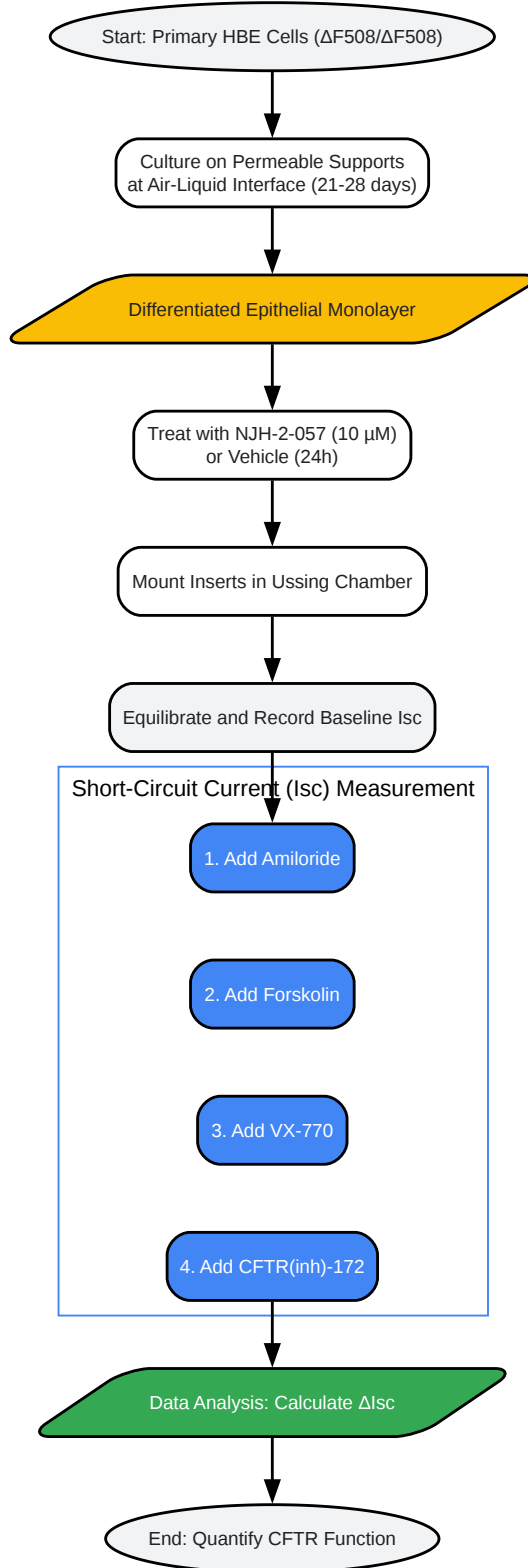 Start: Primary HBE Cells (ΔF508/ΔF508)
Culture on Permeable Supports
at Air-Liquid Interface (21-28 days)
Differentiated Epithelial Monolayer
Treat with NJH-2-057 (10 µM)
or Vehicle (24h)
Mount Inserts in Ussing Chamber
Equilibrate and Record Baseline Isc
Short-Circuit Current (Isc) Measurement
1. Add Amiloride
2. Add Forskolin
3. Add VX-770
4. Add CFTR(inh)-172
Data Analysis: Calculate ΔIsc
End: Quantify CFTR Function